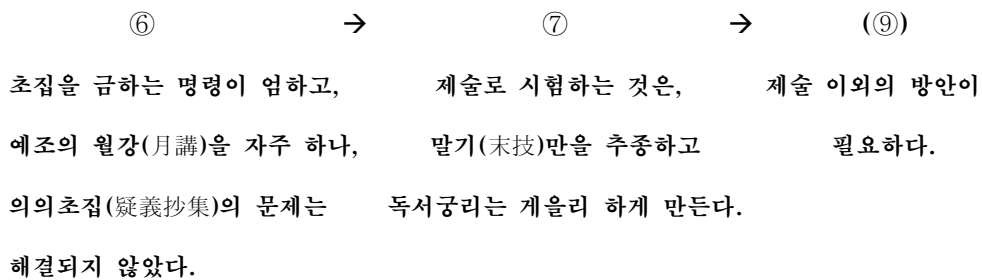 ⑥ → ⑦ → (⑨)
초집을 금하는 명령이 엄하고, 제술로 시험하는 것은, 제술 이외의 방안이
예조의 월강(月講)을 자주 하나, 말기(末技)만을 추종하고 필요하다.
의의초집(疑義抄集)의 문제는 독서궁리는 게을리 하게 만든다.
해결되지 않았다.